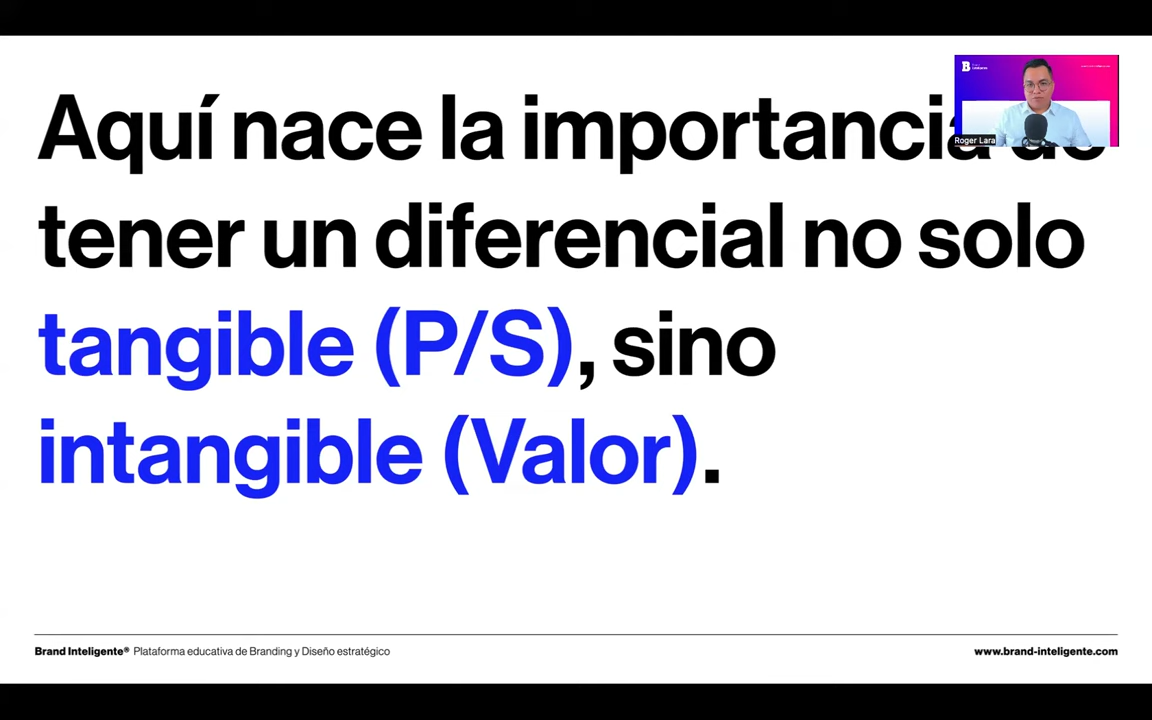 Aquí nace la importancia de
tener un diferencial no solo
tangible (P/S), sino
intangible (Valor).
Roger Lara
Brand Inteligente® Plataforma educativa de Branding y Diseño estratégico
www.brand-inteligente.com